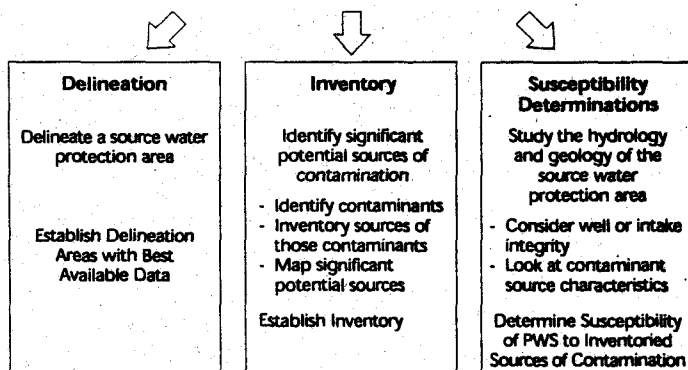 Delineation
Delineate a source water
protection area
Establish Delineation
Areas with Best
Available Data
Inventory
Identify significant
potential sources of
contamination
- Identify contaminants
- Inventory sources of
those contaminants
- Map significant
potential sources
Establish Inventory
Susceptibility
Determinations
Study the hydrology
and geology of the
source water
protection area
- Consider well or intake
integrity
- Look at contaminant
source characteristics
Determine Susceptibility
of PWS to Inventoried
Sources of Contamination